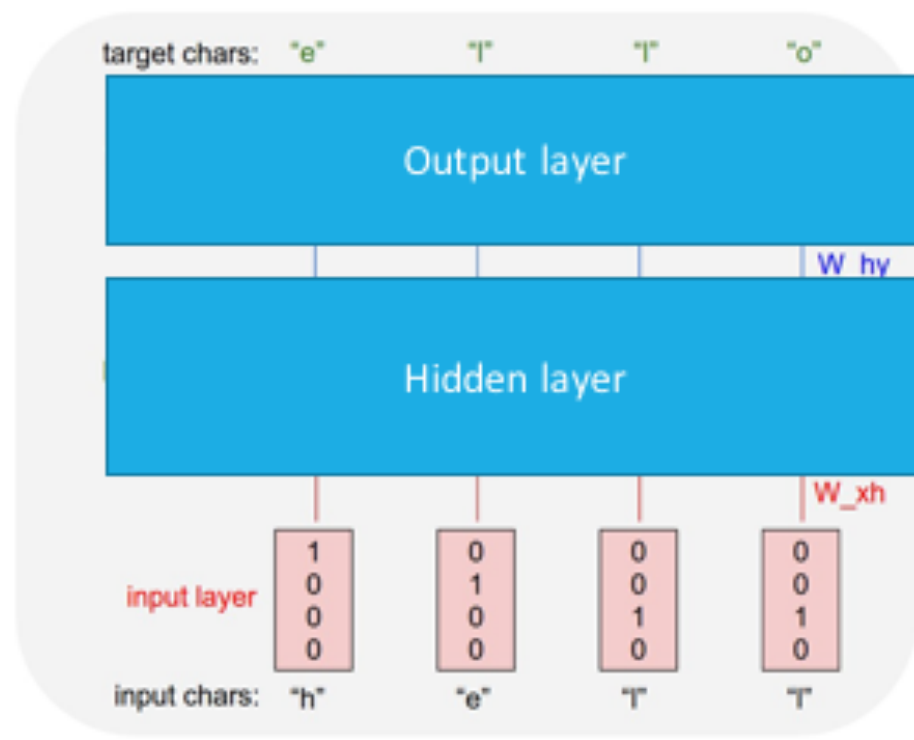 target chars: "e" "l" "l" "o"
Output layer
W_hy
Hidden layer
W_xh
1 0 0 0
0 1 0 0
input layer
0 0 1 1
0 0 0 0
input chars: "h" "e" "l" "l"